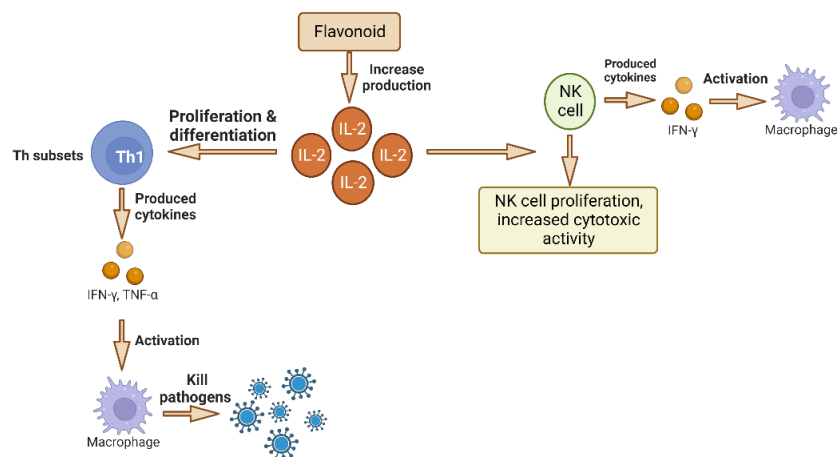 Flavonoid
Increase
production
IL-2
IL-2
IL-2
IL-2
Proliferation &
differentiation
Th subsets
Th1
Produced
cytokines
IFN-γ, TNF-α
Activation
Macrophage
Kill
pathogens
NK
cell
Produced
cytokines
IFN-γ
Activation
Macrophage
NK cell proliferation,
increased cytotoxic
activity